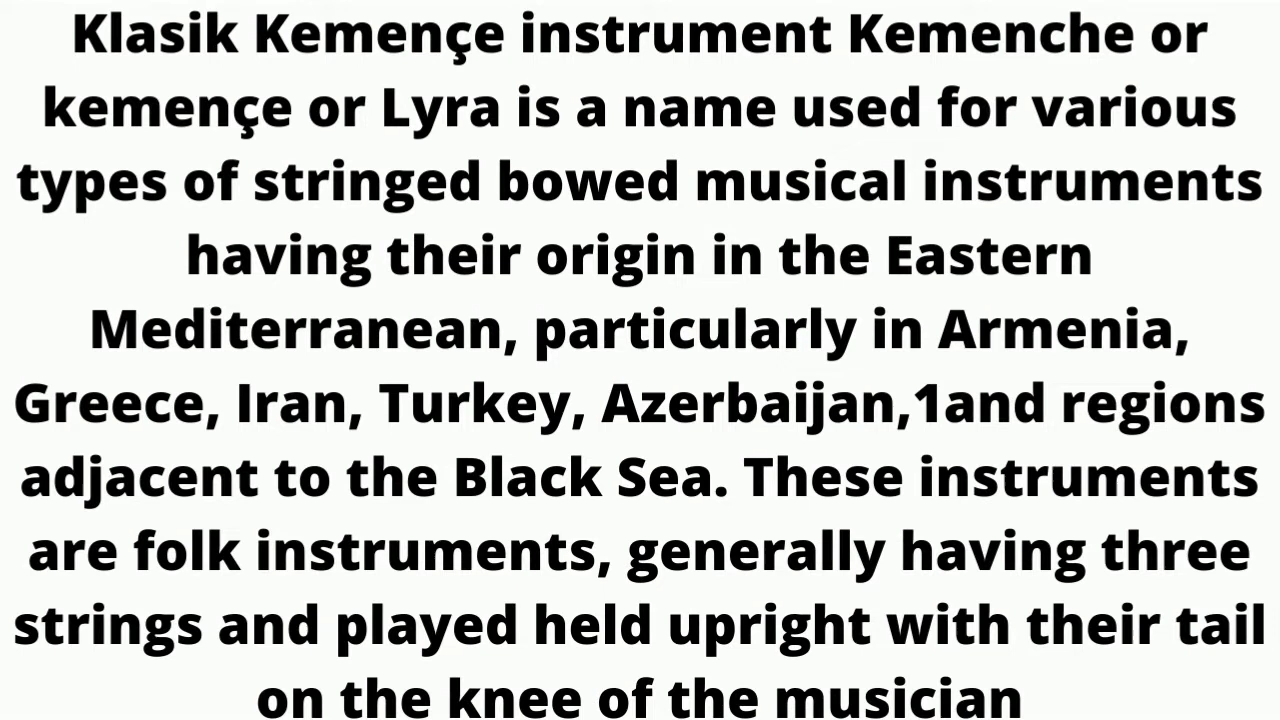 Klasik Kemençe instrument Kemenche or
kemençe or Lyra is a name used for various
types of stringed bowed musical instruments
having their origin in the Eastern
Mediterranean, particularly in Armenia,
Greece, Iran, Turkey, Azerbaijan,1and regions
adjacent to the Black Sea. These instruments
are folk instruments, generally having three
strings and played held upright with their tail
on the knee of the musician